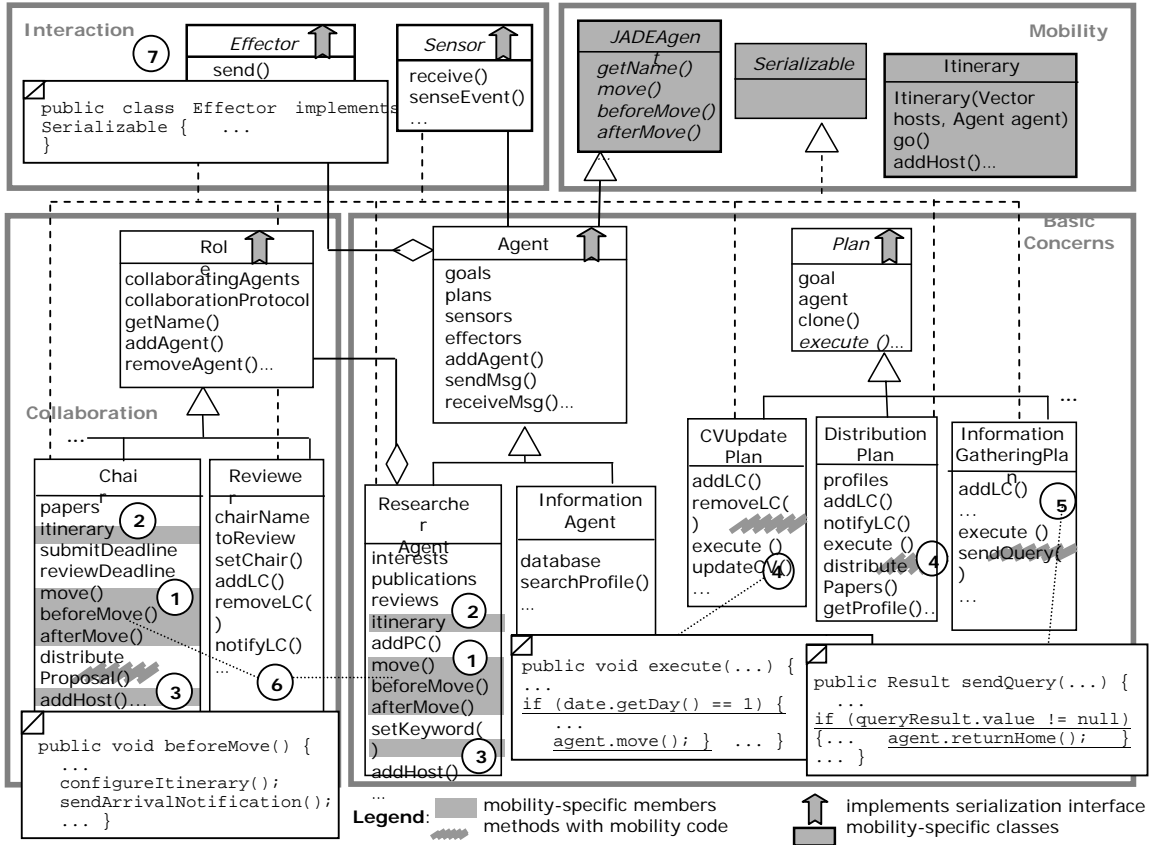 Interaction
7
Effector
send()
public class Effector implements
Serializable { ...
}
Sensor
receive()
senseEvent()
...
Mobility
JADEAgen
t
getName()
move()
beforeMove()
afterMove()
...
Serializable
Itinerary
Itinerary(Vector
hosts, Agent agent)
go()
addHost()...
Collaboration
Rol
e
collaboratingAgents
collaborationProtocol
getName()
addAgent()
removeAgent()...
...
Chai
r
papers
itinerary
2
submitDeadline
reviewDeadline
move()
1
beforeMove()
afterMove()
distribute
Proposal()
3
addHost()...
Reviewe
r
chairName
toReview
setChair()
addLC()
removeLC(
)
notifyLC()
...
6
public void beforeMove() {
...
configureItinerary();
sendArrivalNotification();
... }
Basic
Concerns
Agent
goals
plans
sensors
effectors
addAgent()
sendMsg()
receiveMsg()...
Researche
r
Agent
interests
publications
reviews
2
itinerary
addPC()
move()
1
beforeMove()
afterMove()
setKeyword(
)
3
addHost()
...
Information
Agent
database
searchProfile()
...
Plan
goal
agent
clone()
execute ()...
...
CVUpdate
Plan
addLC()
removeLC(
)
execute ()
updateCV()
4
...
Distribution
Plan
profiles
addLC()
notifyLC()
execute ()
distribute
4
Papers()
getProfile()..
Information
GatheringPla
n
addLC()
5
...
execute ()
sendQuery(
)
...
public void execute(...) {
...
if (date.getDay() == 1) {
...
agent.move(); } ... }
public Result sendQuery(...) {
...
if (queryResult.value != null)
{... agent.returnHome(); }
... }
Legend:
mobility-specific members
methods with mobility code
implements serialization interface
mobility-specific classes